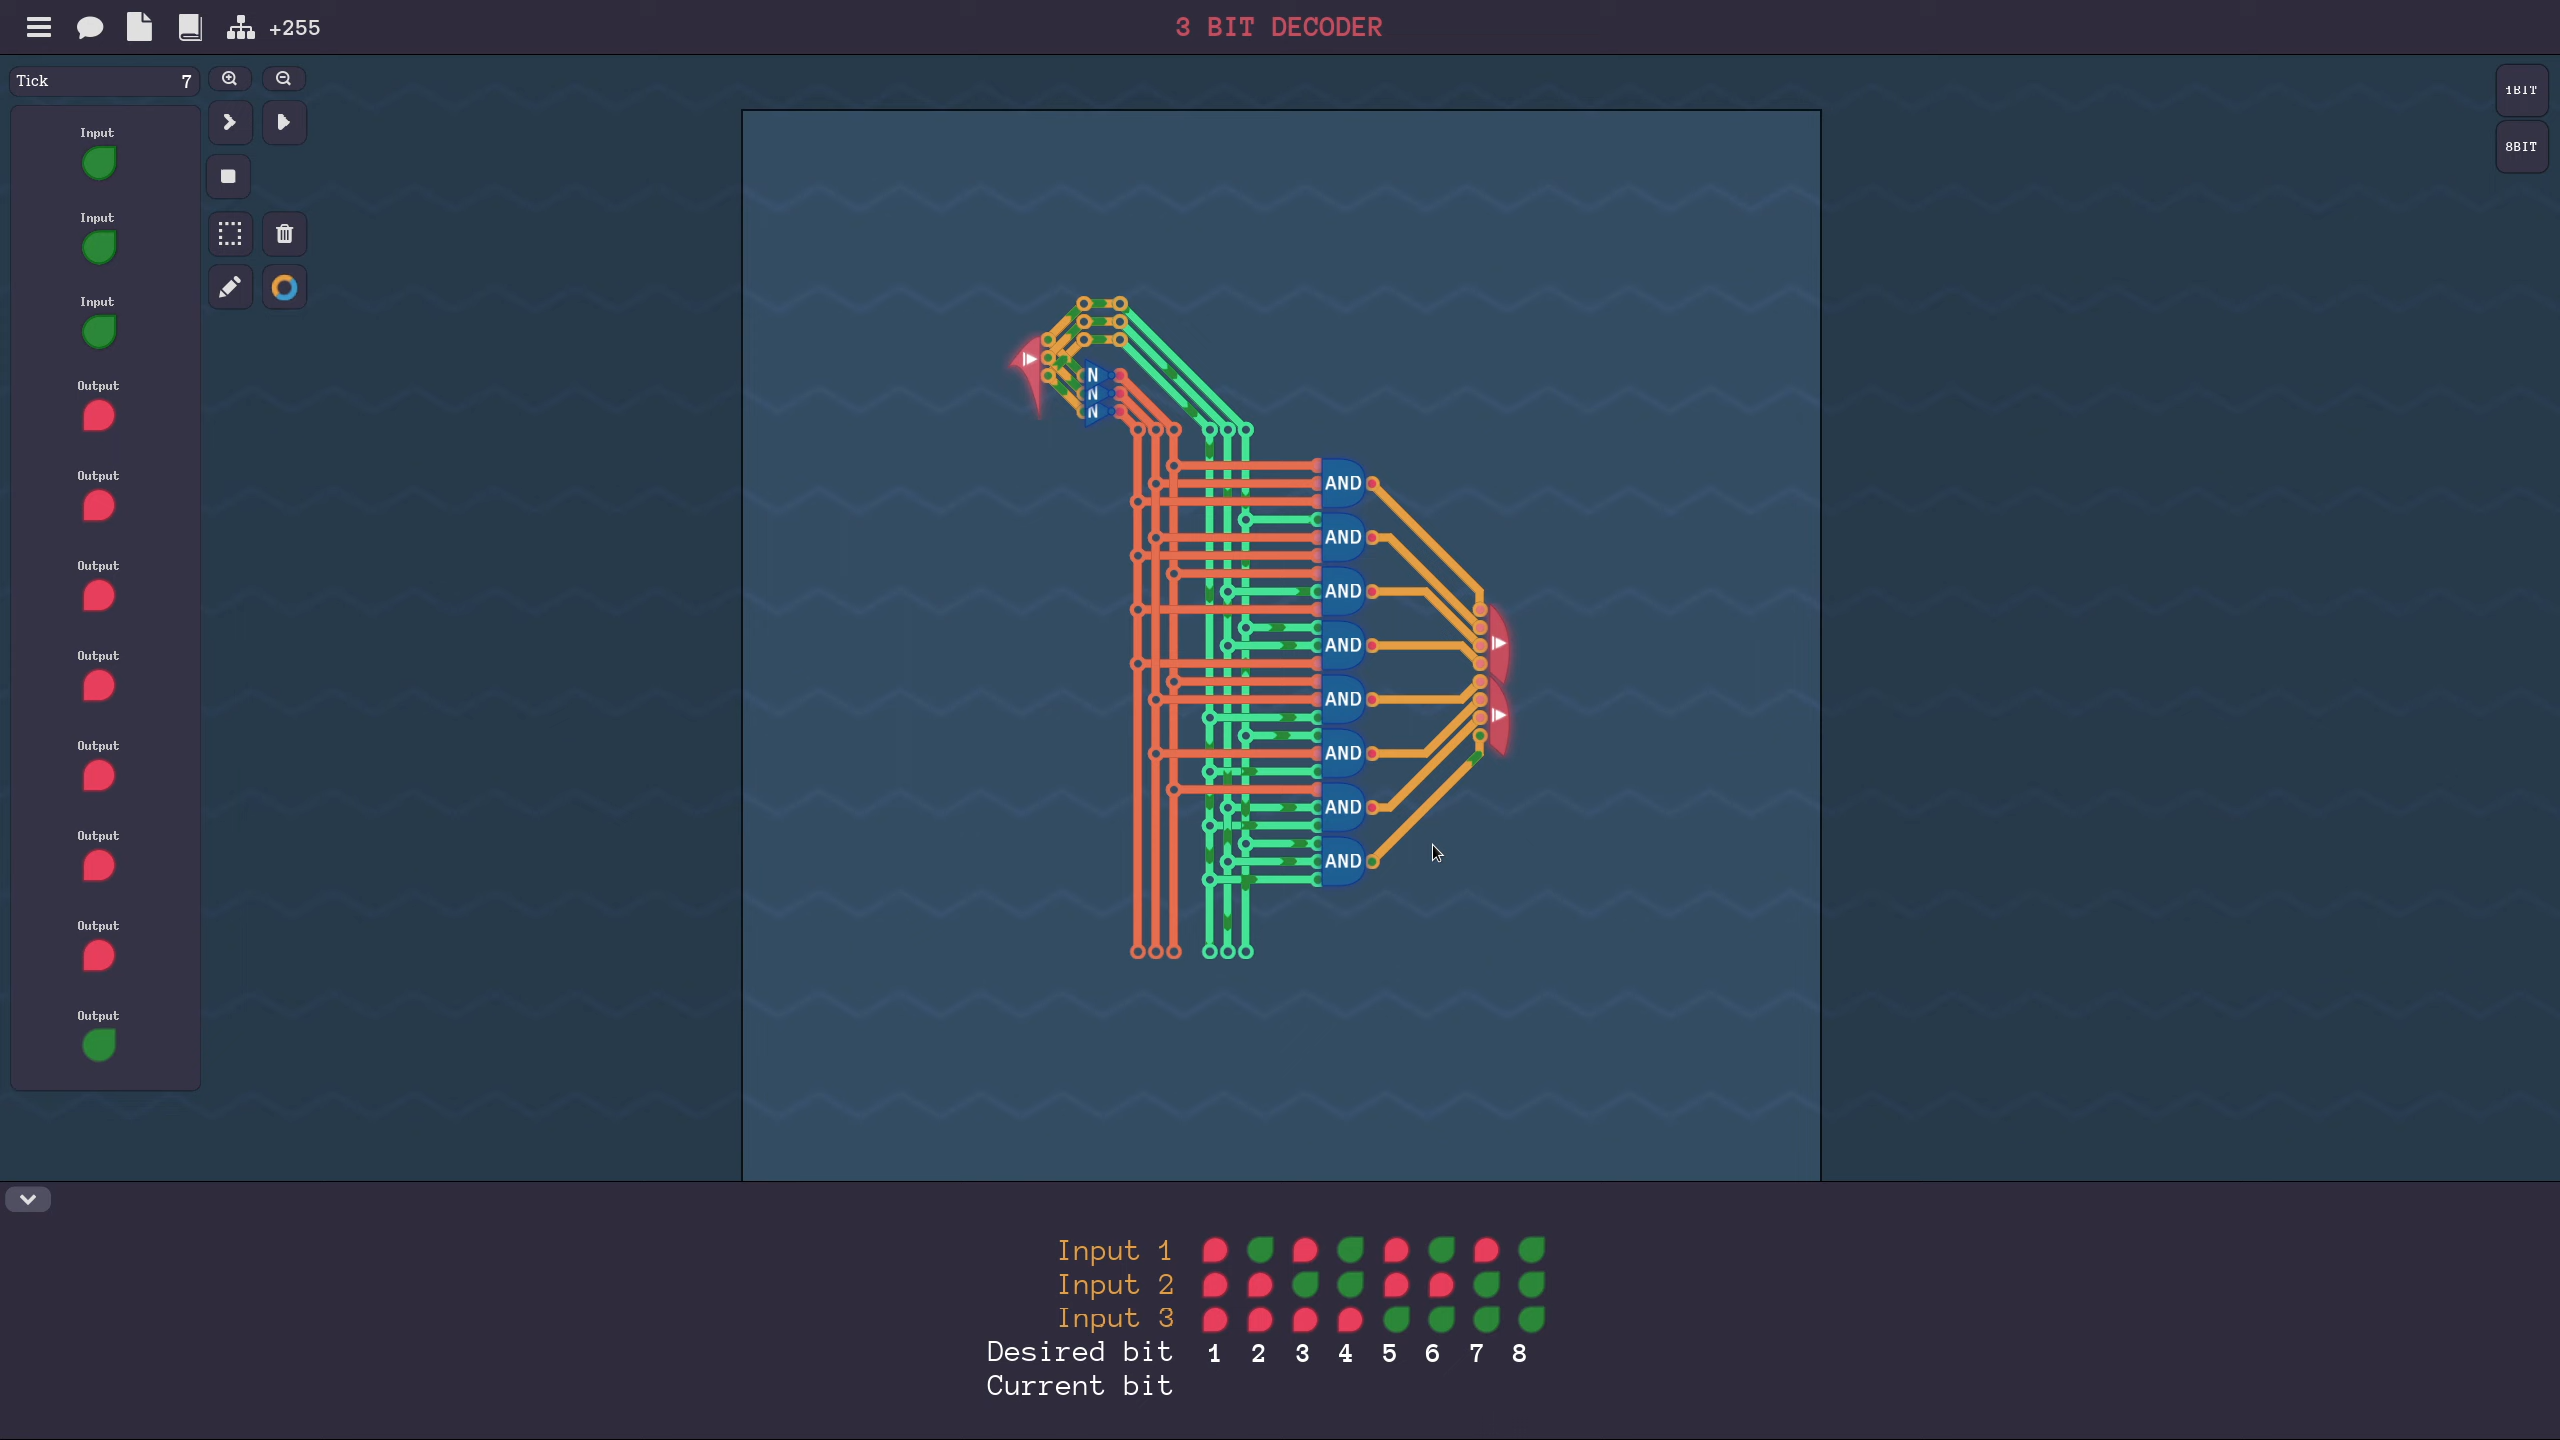 +255
3 BIT DECODER
Tick 7
1BIT
8BIT
Input
Input
Input
Output
Output
Output
Output
Output
Output
Output
Output
N
N
N
AND
AND
AND
AND
AND
AND
AND
AND
Input 1
Input 2
Input 3
Desired bit 1 2 3 4 5 6 7 8
Current bit